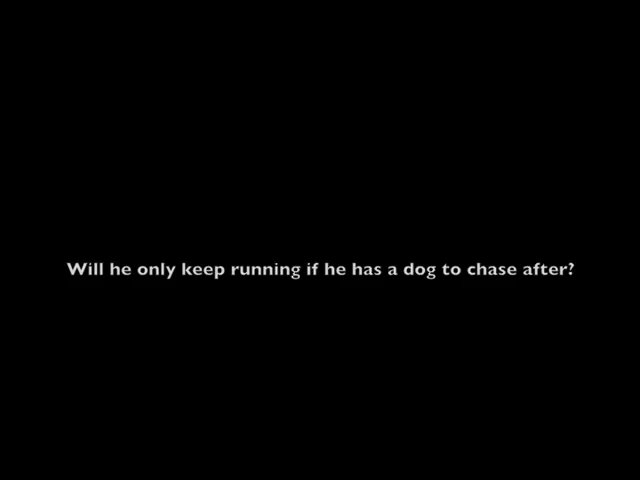 Will he only keep running if he has a dog to chase after?